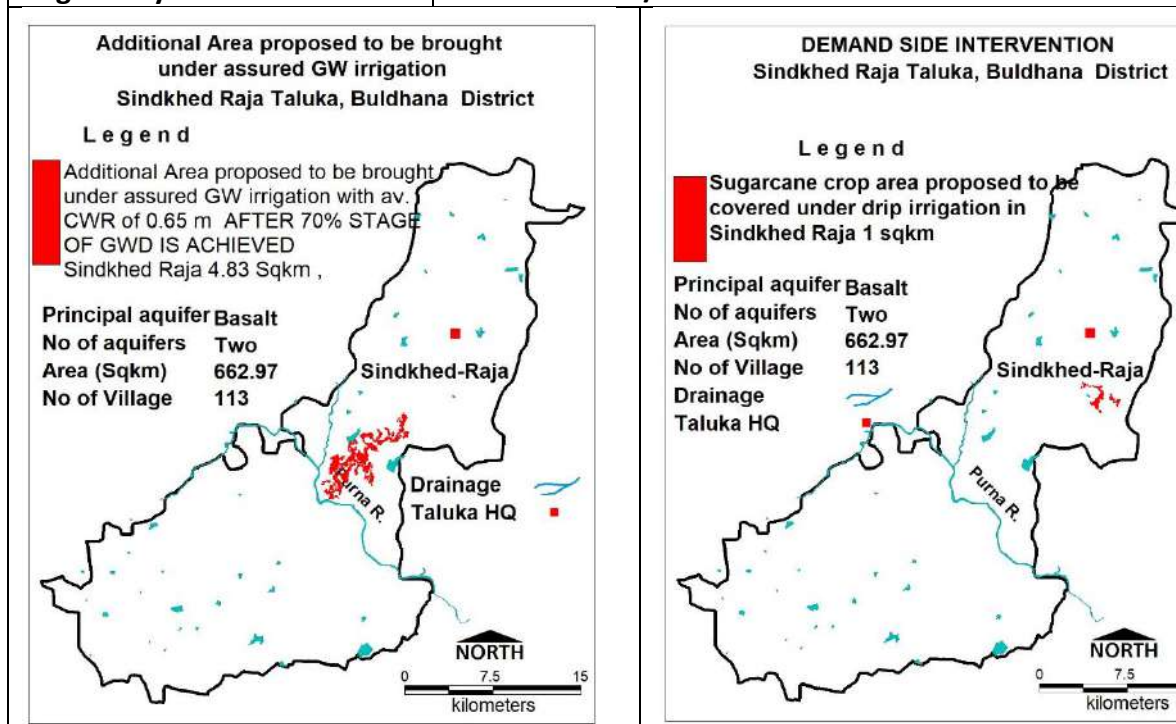 Additional Area proposed to be brought
under assured GW irrigation
Sindkhed Raja Taluka, Buldhana District
Legend
Additional Area proposed to be brought
under assured GW irrigation with av.
CWR of 0.65 m AFTER 70% STAGE
OF GWD IS ACHIEVED
Sindkhed Raja 4.83 Sqkm ,
Principal aquifer Basalt
No of aquifers Two
Area (Sqkm) 662.97
No of Village 113
Sindkhed-Raja
Purna R.
Drainage
Taluka HQ
NORTH
0 7.5 15
kilometers
DEMAND SIDE INTERVENTION
Sindkhed Raja Taluka, Buldhana District
Legend
Sugarcane crop area proposed to be
covered under drip irrigation in
Sindkhed Raja 1 sqkm
Principal aquifer Basalt
No of aquifers Two
Area (Sqkm) 662.97
No of Village 113
Drainage
Taluka HQ
Sindkhed-Raja
Purna R.
NORTH
0 7.5
kilometers